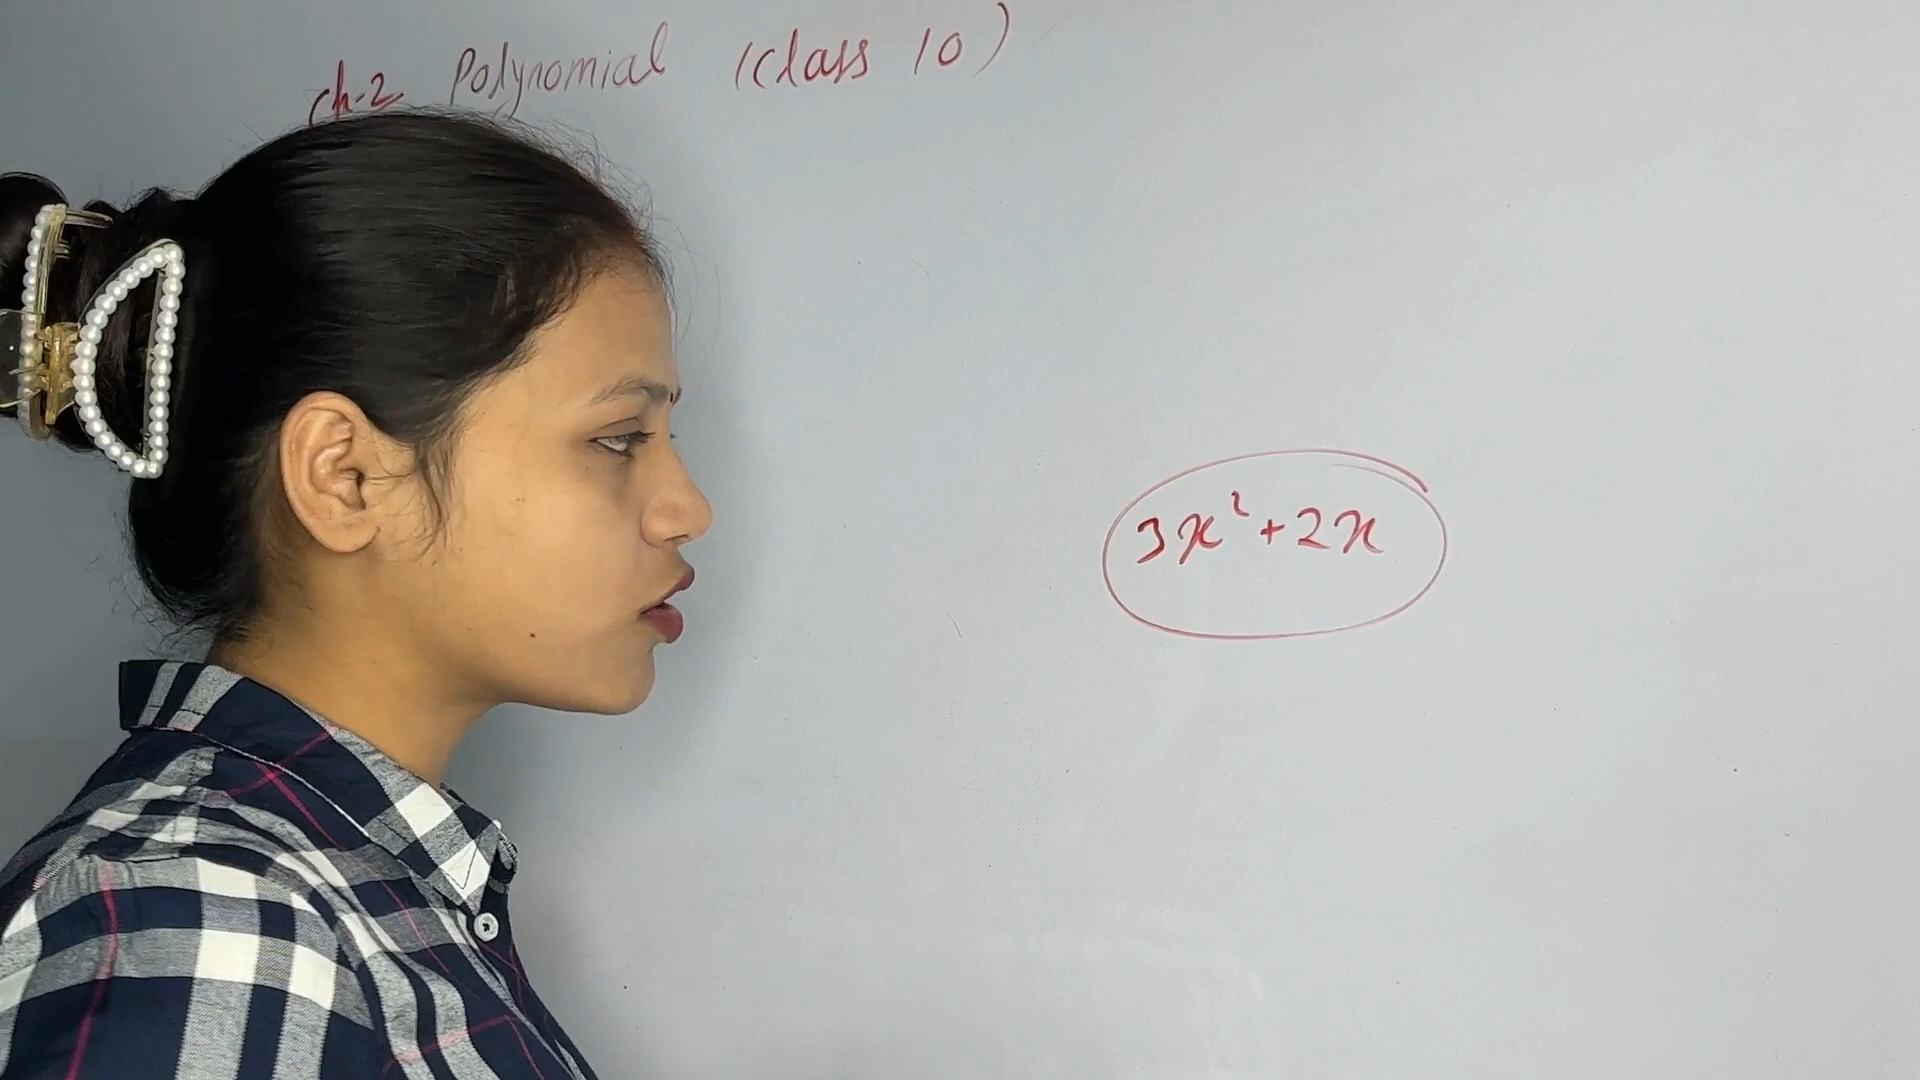 ch-2 Polynomial (Class 10)
3x² + 2x